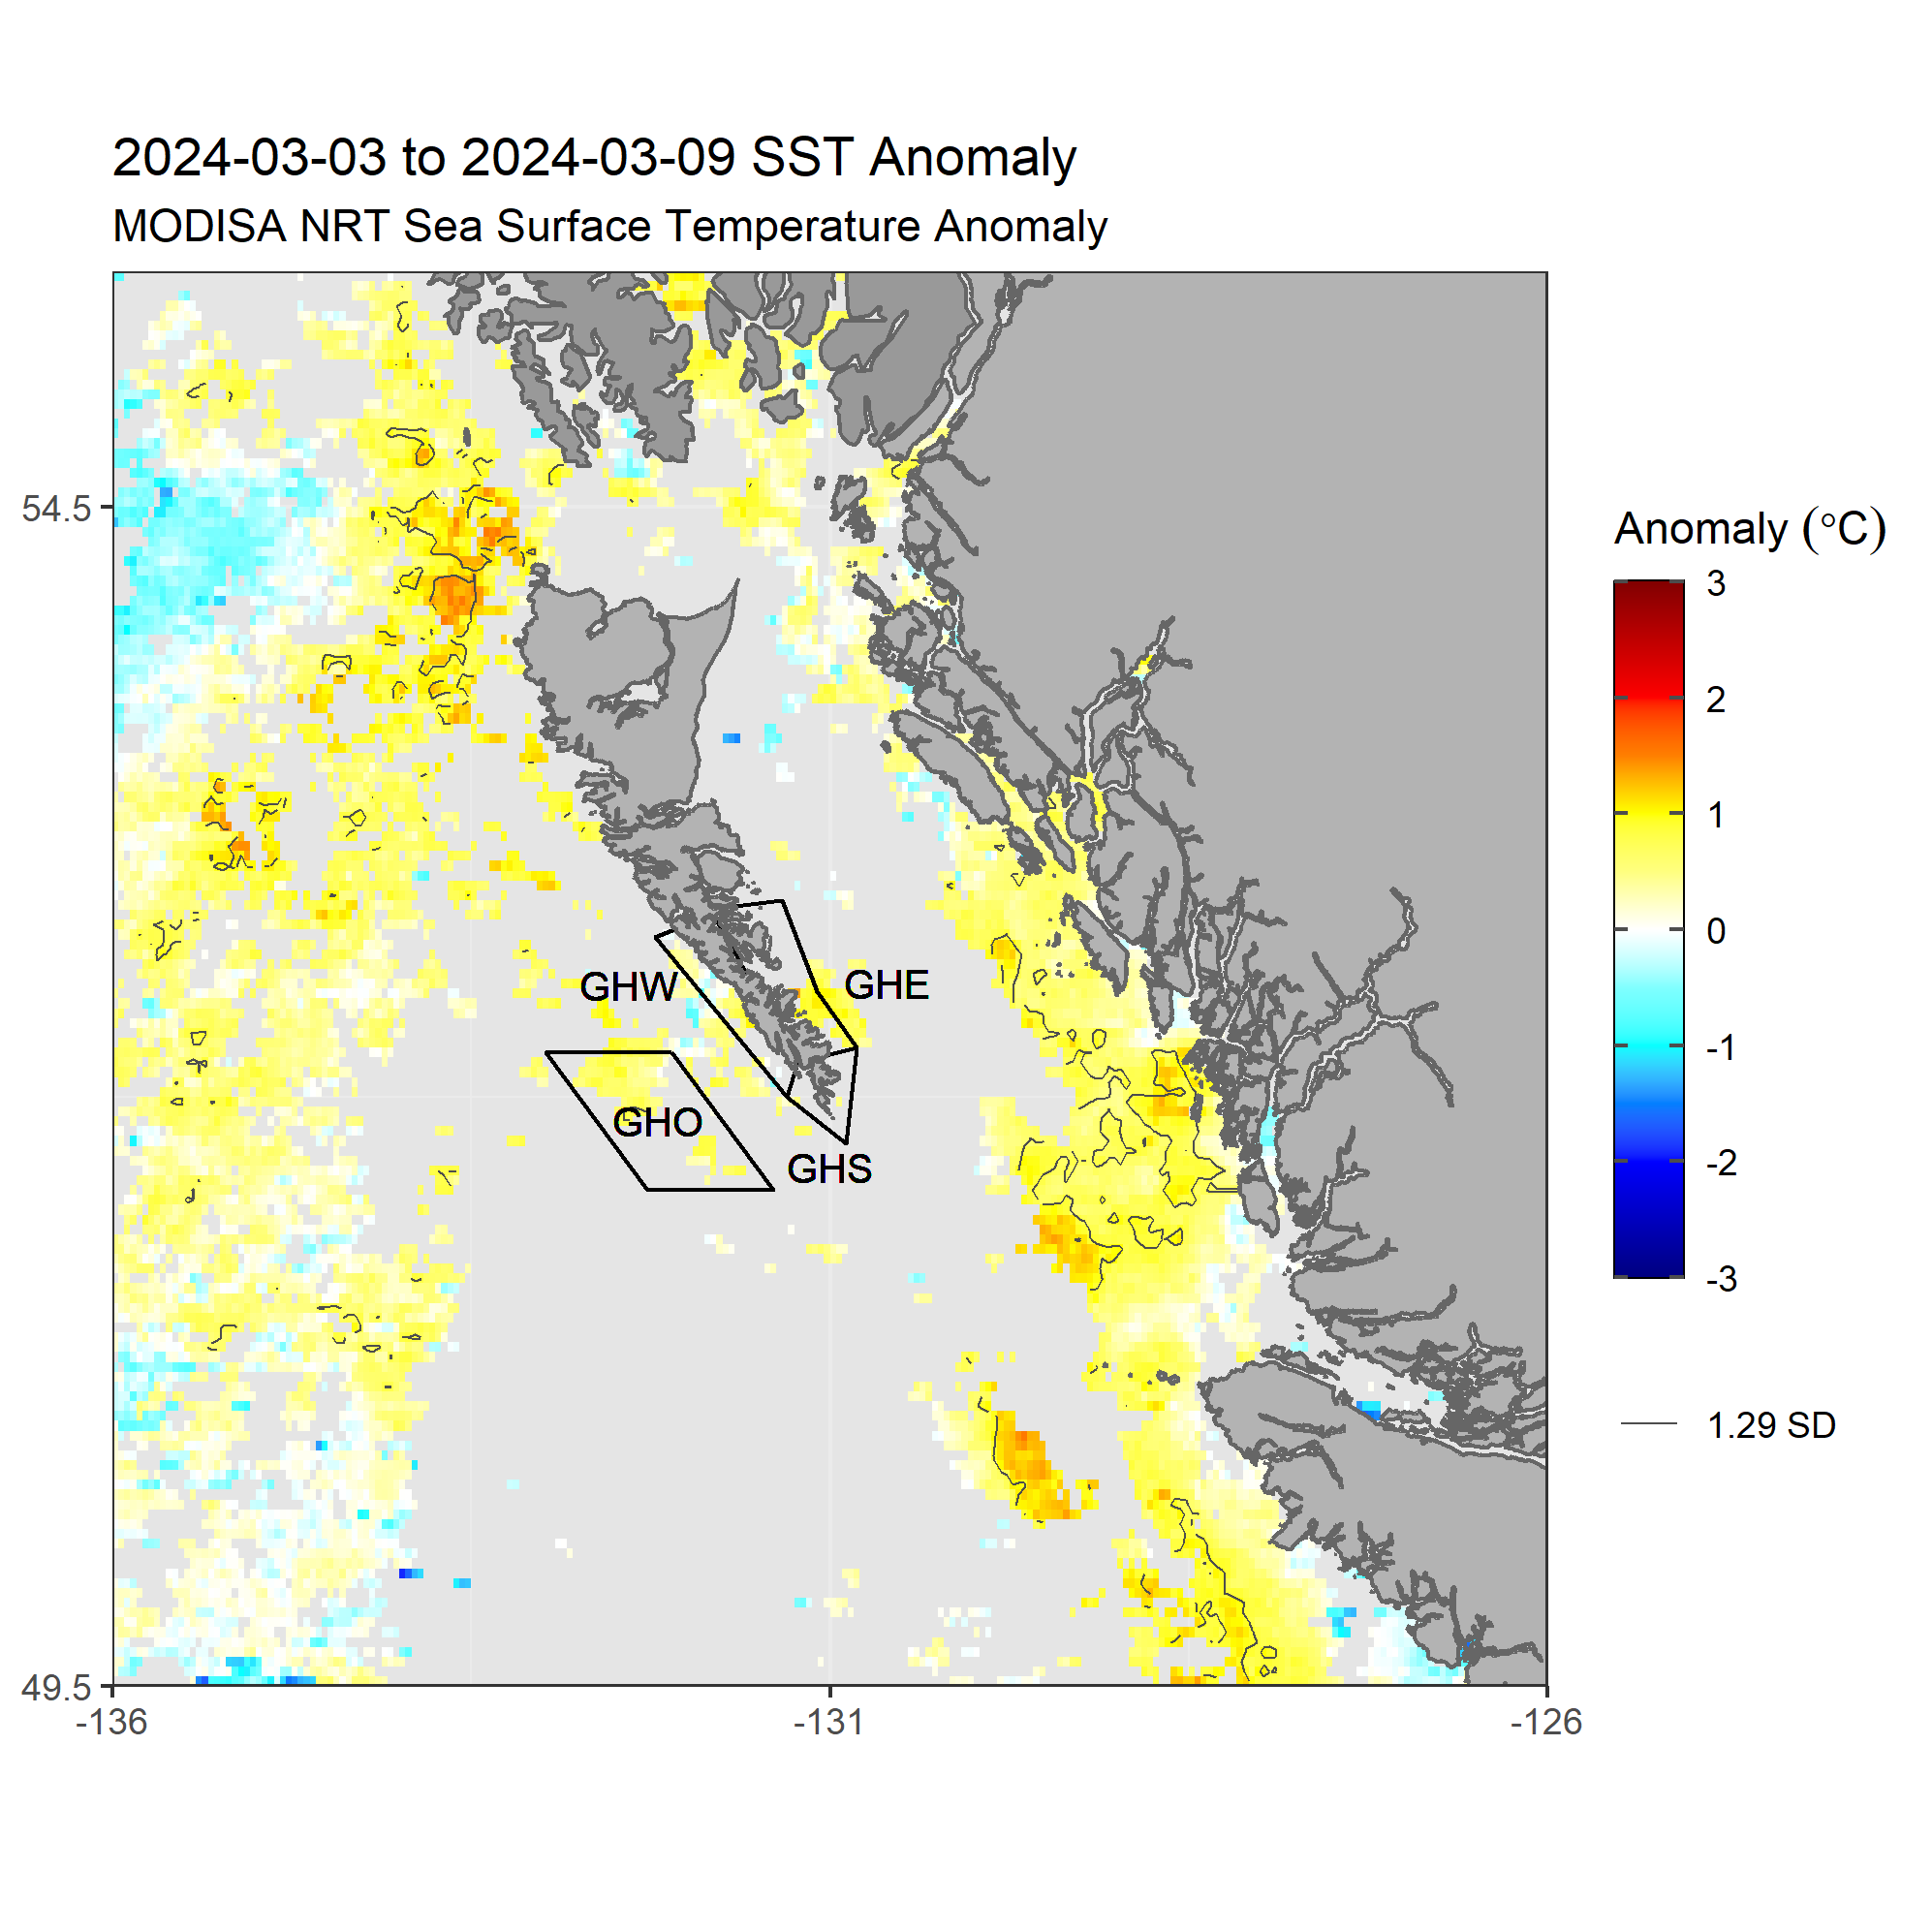 2024-03-03 to 2024-03-09 SST Anomaly
MODISA NRT Sea Surface Temperature Anomaly
54.5
49.5
-136
-131
-126
GHW
GHE
GHO
GHS
Anomaly (°C)
3
2
1
0
-1
-2
-3
1.29 SD